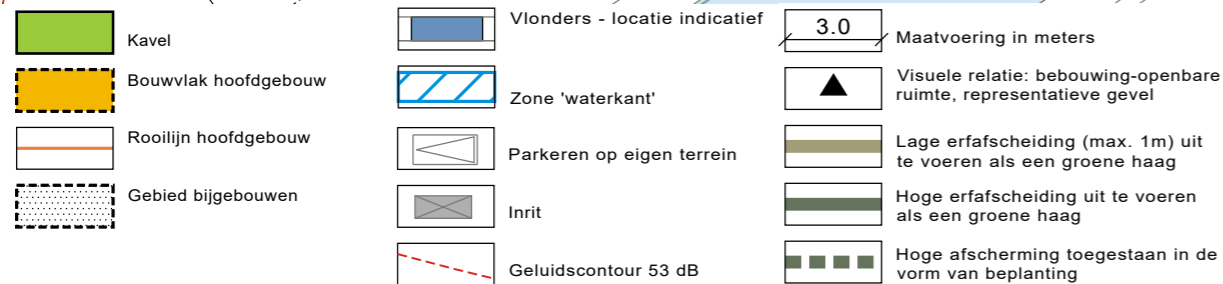 Kavel
Bouwvlak hoofdgebouw
Rooilijn hoofdgebouw
Gebied bijgebouwen
Vlonders - locatie indicatief
Zone 'waterkant'
Parkeren op eigen terrein
Inrit
Geluidscontour 53 dB
3.0
Maatvoering in meters
Visuele relatie: bebouwing-openbare
ruimte, representatieve gevel
Lage erfafscheiding (max. 1m) uit
te voeren als een groene haag
Hoge erfafscheiding uit te voeren
als een groene haag
Hoge afscherming toegestaan in de
vorm van beplanting